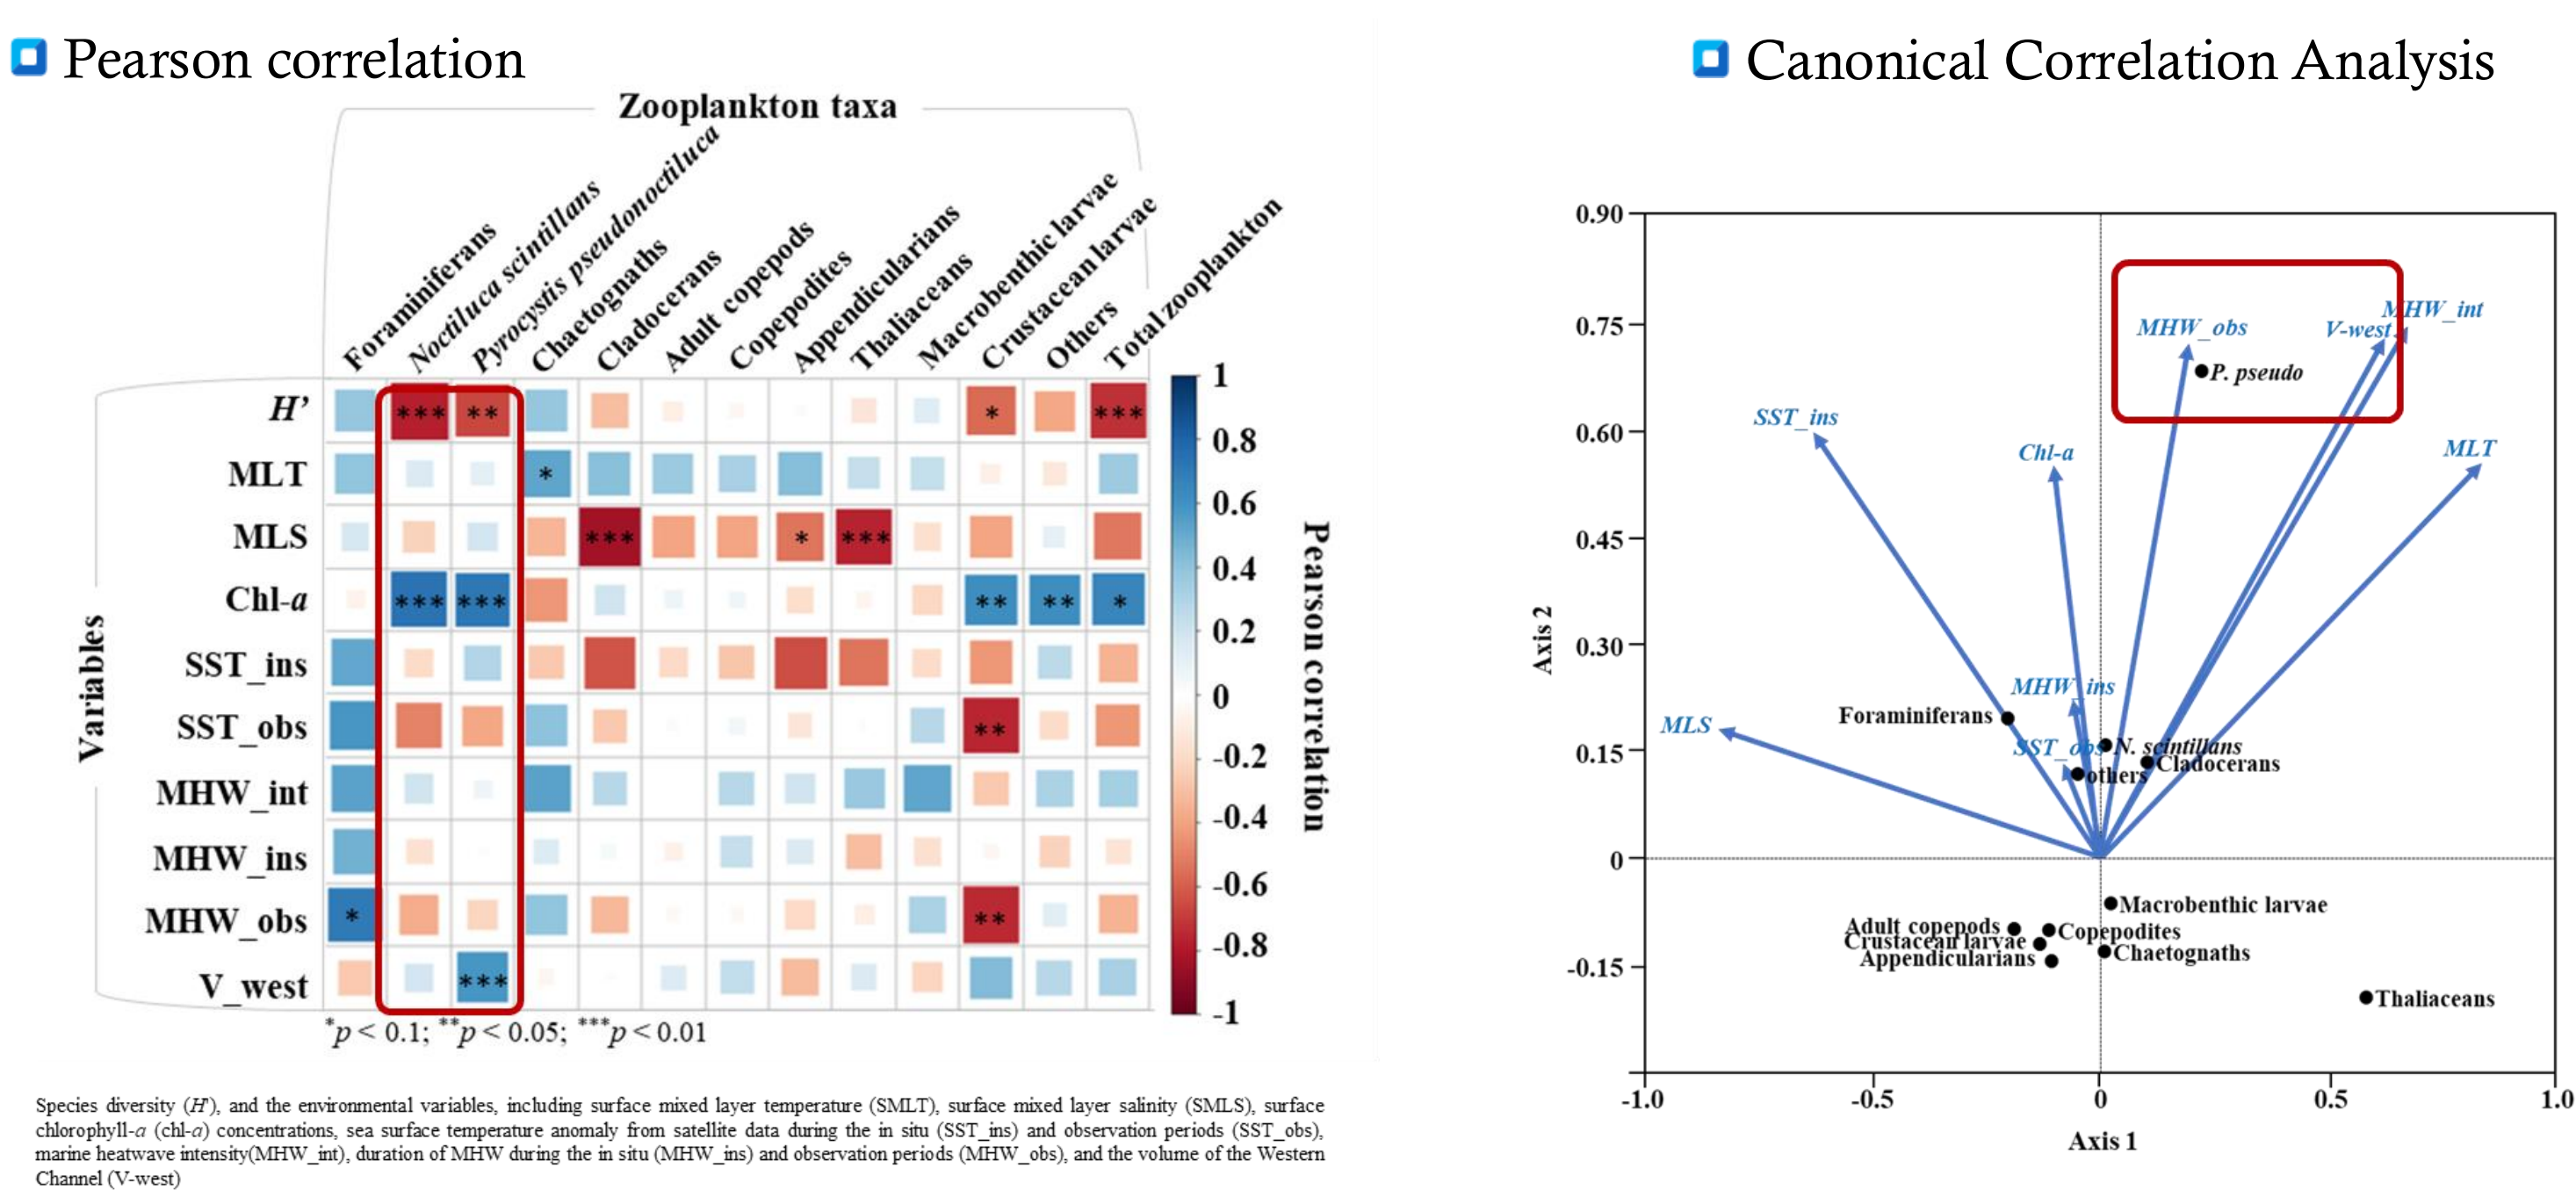 Pearson correlation
Canonical Correlation Analysis
Zooplankton taxa
Foraminiferans
Noctiluca scintillans
Pyrocystis pseudonoctiluca
Chaetognaths
Cladocerans
Adult copepods
Copepodites
Appendicularians
Thaliaceans
Macrobenthic larvae
Crustacean larvae
Others
Total zooplankton
Variables
H’ *** ** * ***
MLT *
MLS *** * ***
Chl-a *** *** ** ** *
SST_ins
SST_obs **
MHW_int
MHW_ins
MHW_obs * **
V_west ***
1
0.8
0.6
0.4
0.2
0
-0.2
-0.4
-0.6
-0.8
-1
Pearson correlation
*p < 0.1; **p < 0.05; ***p < 0.01
Species diversity (H'), and the environmental variables, including surface mixed layer temperature (SMLT), surface mixed layer salinity (SMLS), surface
chlorophyll-a (chl-a) concentrations, sea surface temperature anomaly from satellite data during the in situ (SST_ins) and observation periods (SST_obs),
marine heatwave intensity(MHW_int), duration of MHW during the in situ (MHW_ins) and observation periods (MHW_obs), and the volume of the Western
Channel (V-west)
0.90
0.75
0.60
0.45
0.30
0.15
0
-0.15
Axis 2
MHW_int
MHW_obs
V-west
P. pseudo
SST_ins
Chl-a
MLT
MHW_ins
Foraminiferans
MLS
SST_obs
N. scintillans
Cladocerans
others
Macrobenthic larvae
Adult copepods
Copepodites
Crustacean larvae
Chaetognaths
Appendicularians
Thaliaceans
-1.0
-0.5
0
0.5
1.0
Axis 1